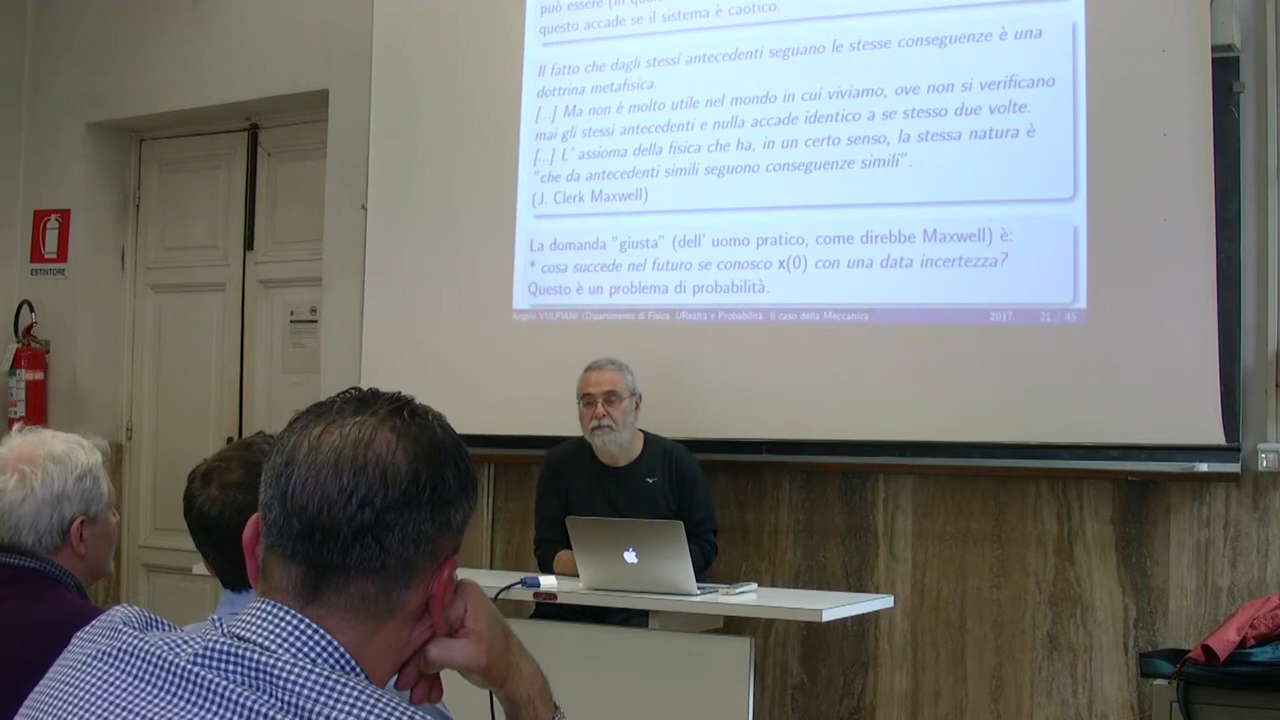 può essere (in
questo accade se il sistema è caotico.
Il fatto che dagli stessi antecedenti seguano le stesse conseguenze è una
dottrina metafisica.
[...] Ma non è molto utile nel mondo in cui viviamo, ove non si verificano
mai gli stessi antecedenti e nulla accade identico a se stesso due volte.
[...] L' assioma della fisica che ha, in un certo senso, la stessa natura è
"che da antecedenti simili seguono conseguenze simili".
(J. Clerk Maxwell)
La domanda "giusta" (dell' uomo pratico, come direbbe Maxwell) è:
* cosa succede nel futuro se conosco x(0) con una data incertezza?
Questo è un problema di probabilità.
Angelo VULPIANI (Dipartimento di Fisica, URealtà e Probabilità. Il caso della Meccanica 2017 21 / 45
ESTINTORE